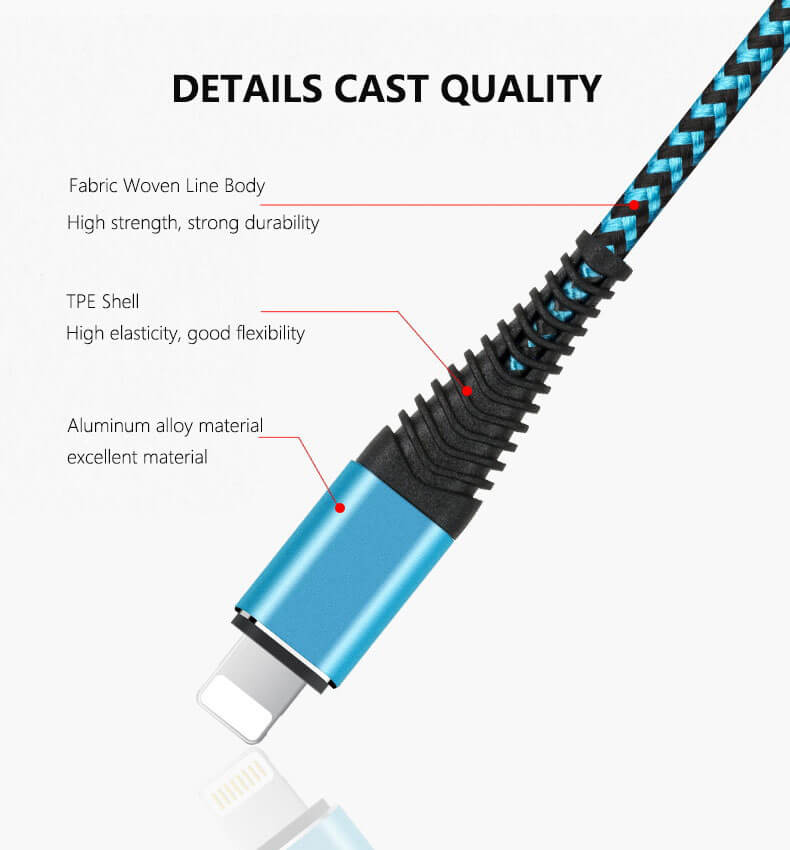 DETAILS CAST QUALITY
Fabric Woven Line Body
High strength, strong durability
TPE Shell
High elasticity, good flexibility
Aluminum alloy material
excellent material